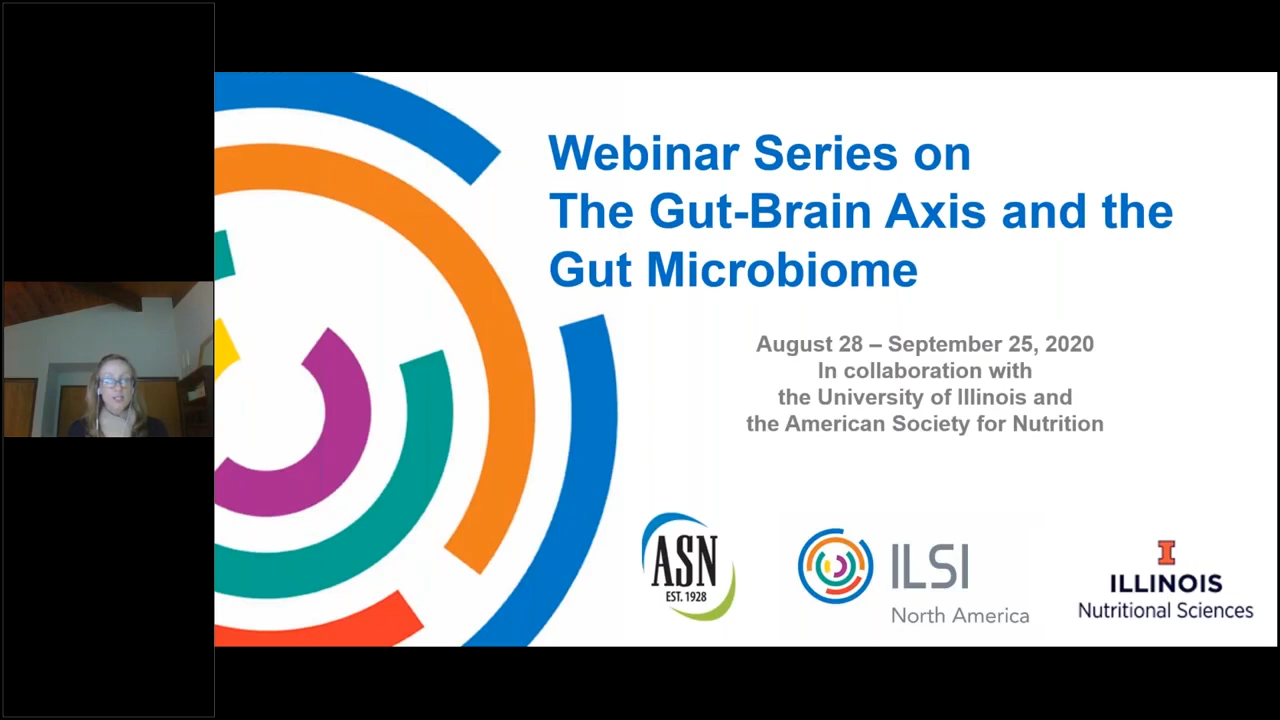 Webinar Series on
The Gut-Brain Axis and the
Gut Microbiome
August 28 – September 25, 2020
In collaboration with
the University of Illinois and
the American Society for Nutrition
ASN
EST. 1928
ILSI
North America
I
ILLINOIS
Nutritional Sciences